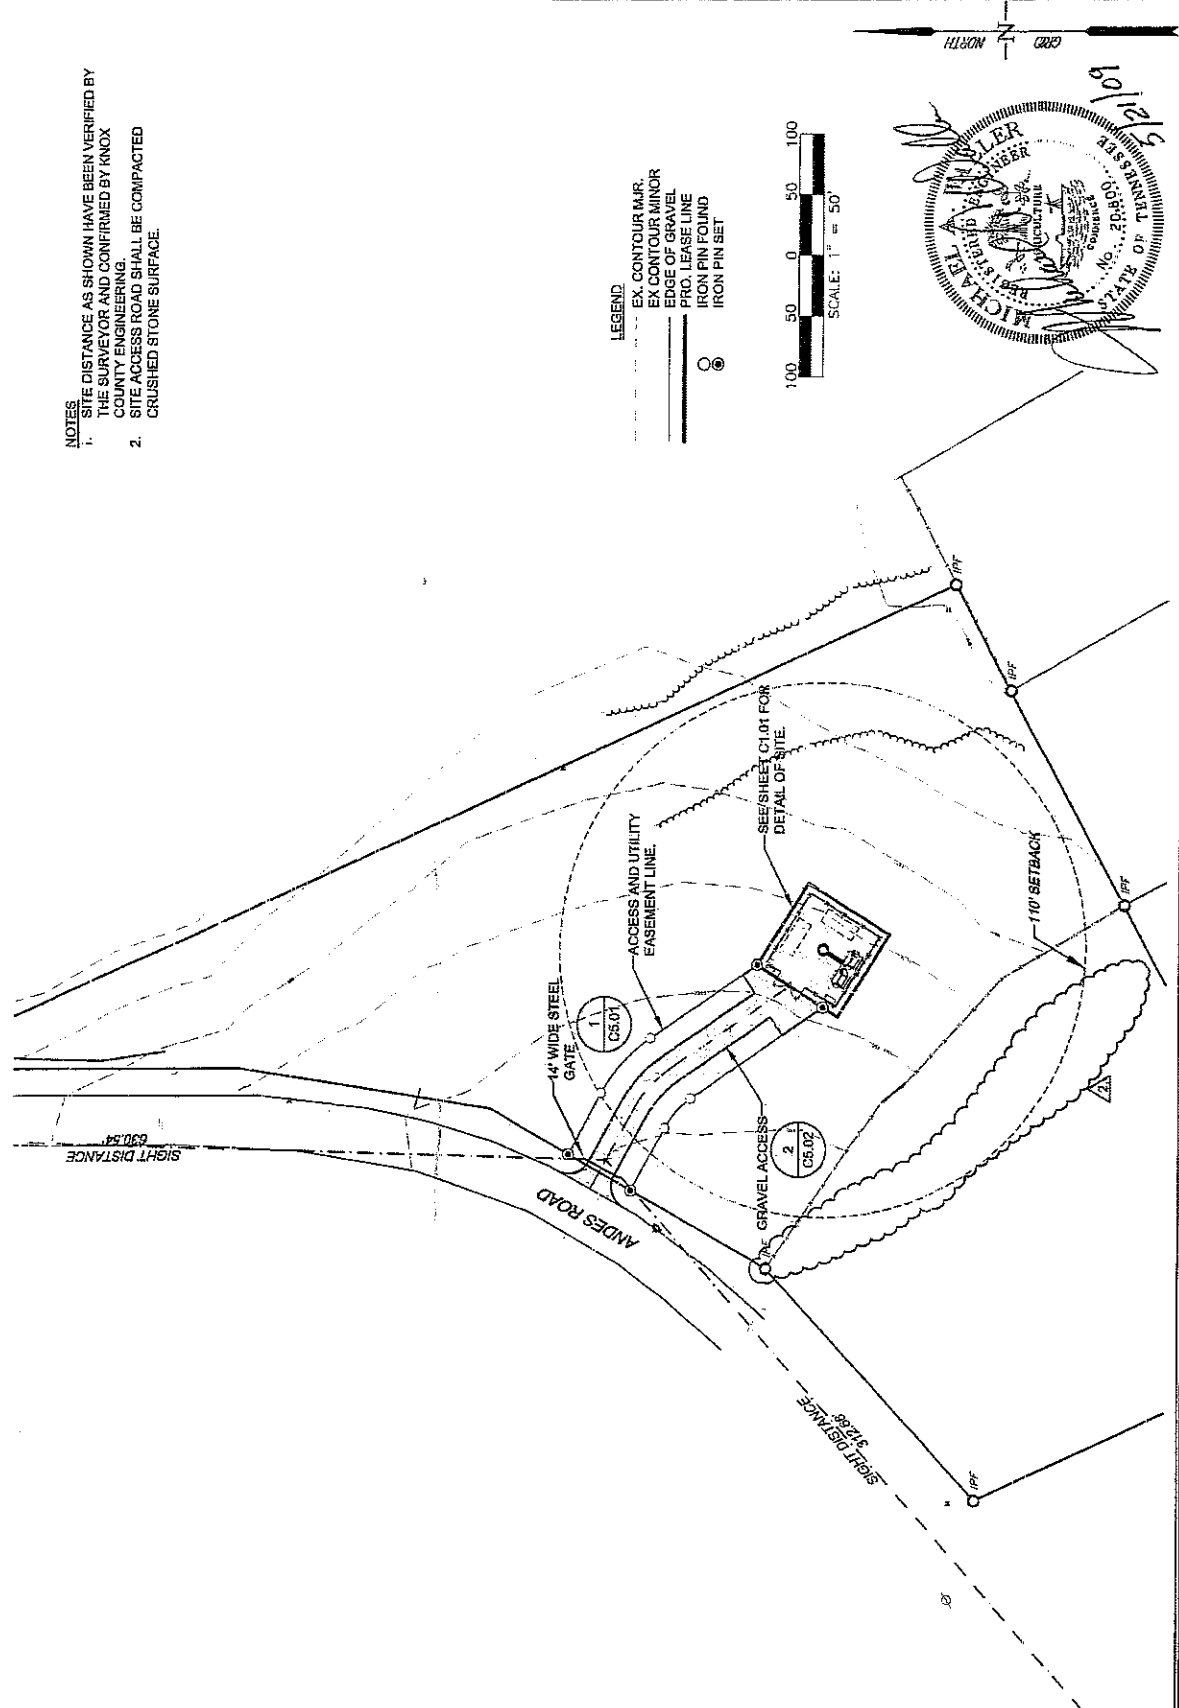 NOTES
1. SITE DISTANCE AS SHOWN HAVE BEEN VERIFIED BY
THE SURVEYOR AND CONFIRMED BY KNOX
COUNTY ENGINEERING.
2. SITE ACCESS ROAD SHALL BE COMPACTED
CRUSHED STONE SURFACE.
LEGEND
EX. CONTOUR MJR.
EX CONTOUR MINOR
EDGE OF GRAVEL
PRO. LEASE LINE
IRON PIN FOUND
IRON PIN SET
100 50 0 50 100
SCALE: 1" = 50'
GRID
N
NORTH
MICHAEL A.
REGISTERED ENGINEER
AGRICULTURE
COMMERCE
No. 20,800
STATE OF TENNESSEE
5/21/09
SIGHT DISTANCE
630.54'
ANDES ROAD
14' WIDE STEEL
GATE
1
C5.01
ACCESS AND UTILITY
EASEMENT LINE.
SEE SHEET C1.01 FOR
DETAIL OF SITE.
GRAVEL ACCESS
2
C5.02
110' SETBACK
2
SIGHT DISTANCE
312.66'
IPF
IPF
IPF
IPF
IPF